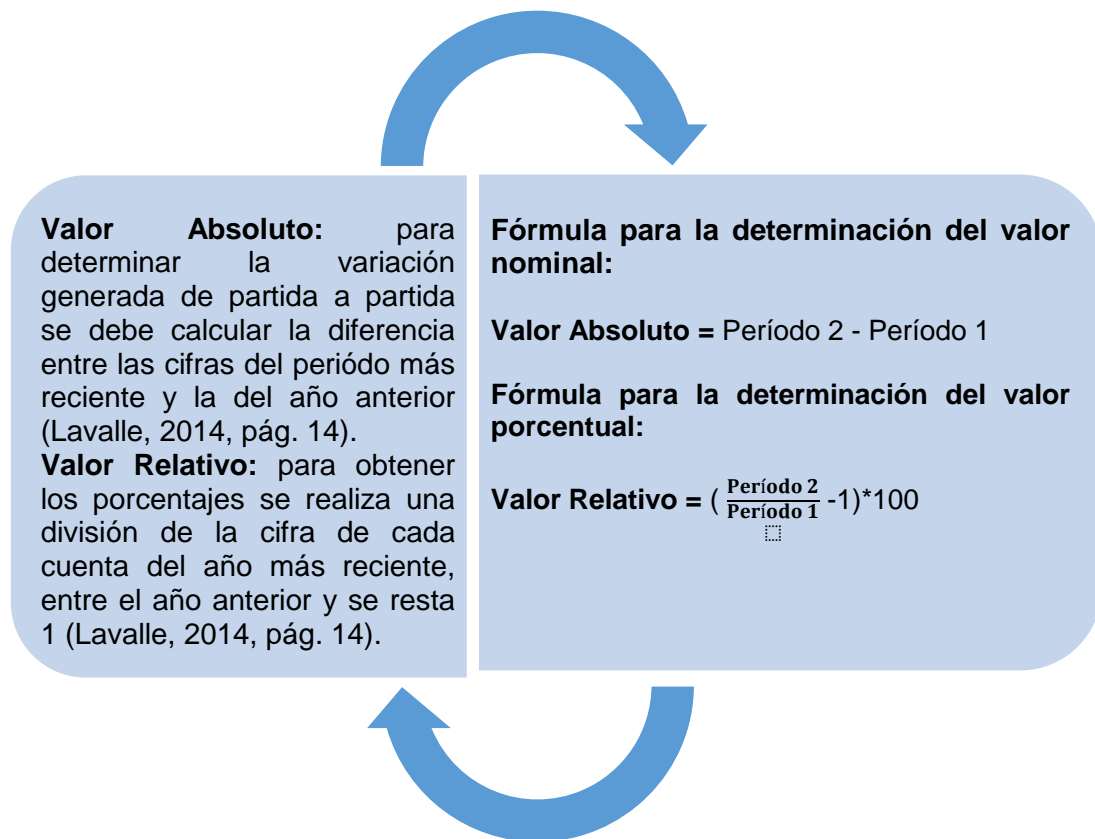 Valor Absoluto: para
determinar la variación
generada de partida a partida
se debe calcular la diferencia
entre las cifras del periódo más
reciente y la del año anterior
(Lavalle, 2014, pág. 14).
Valor Relativo: para obtener
los porcentajes se realiza una
división de la cifra de cada
cuenta del año más reciente,
entre el año anterior y se resta
1 (Lavalle, 2014, pág. 14).
Fórmula para la determinación del valor
nominal:
Valor Absoluto = Período 2 - Período 1
Fórmula para la determinación del valor
porcentual:
Valor Relativo = ( Período 2 / Período 1 -1)*100